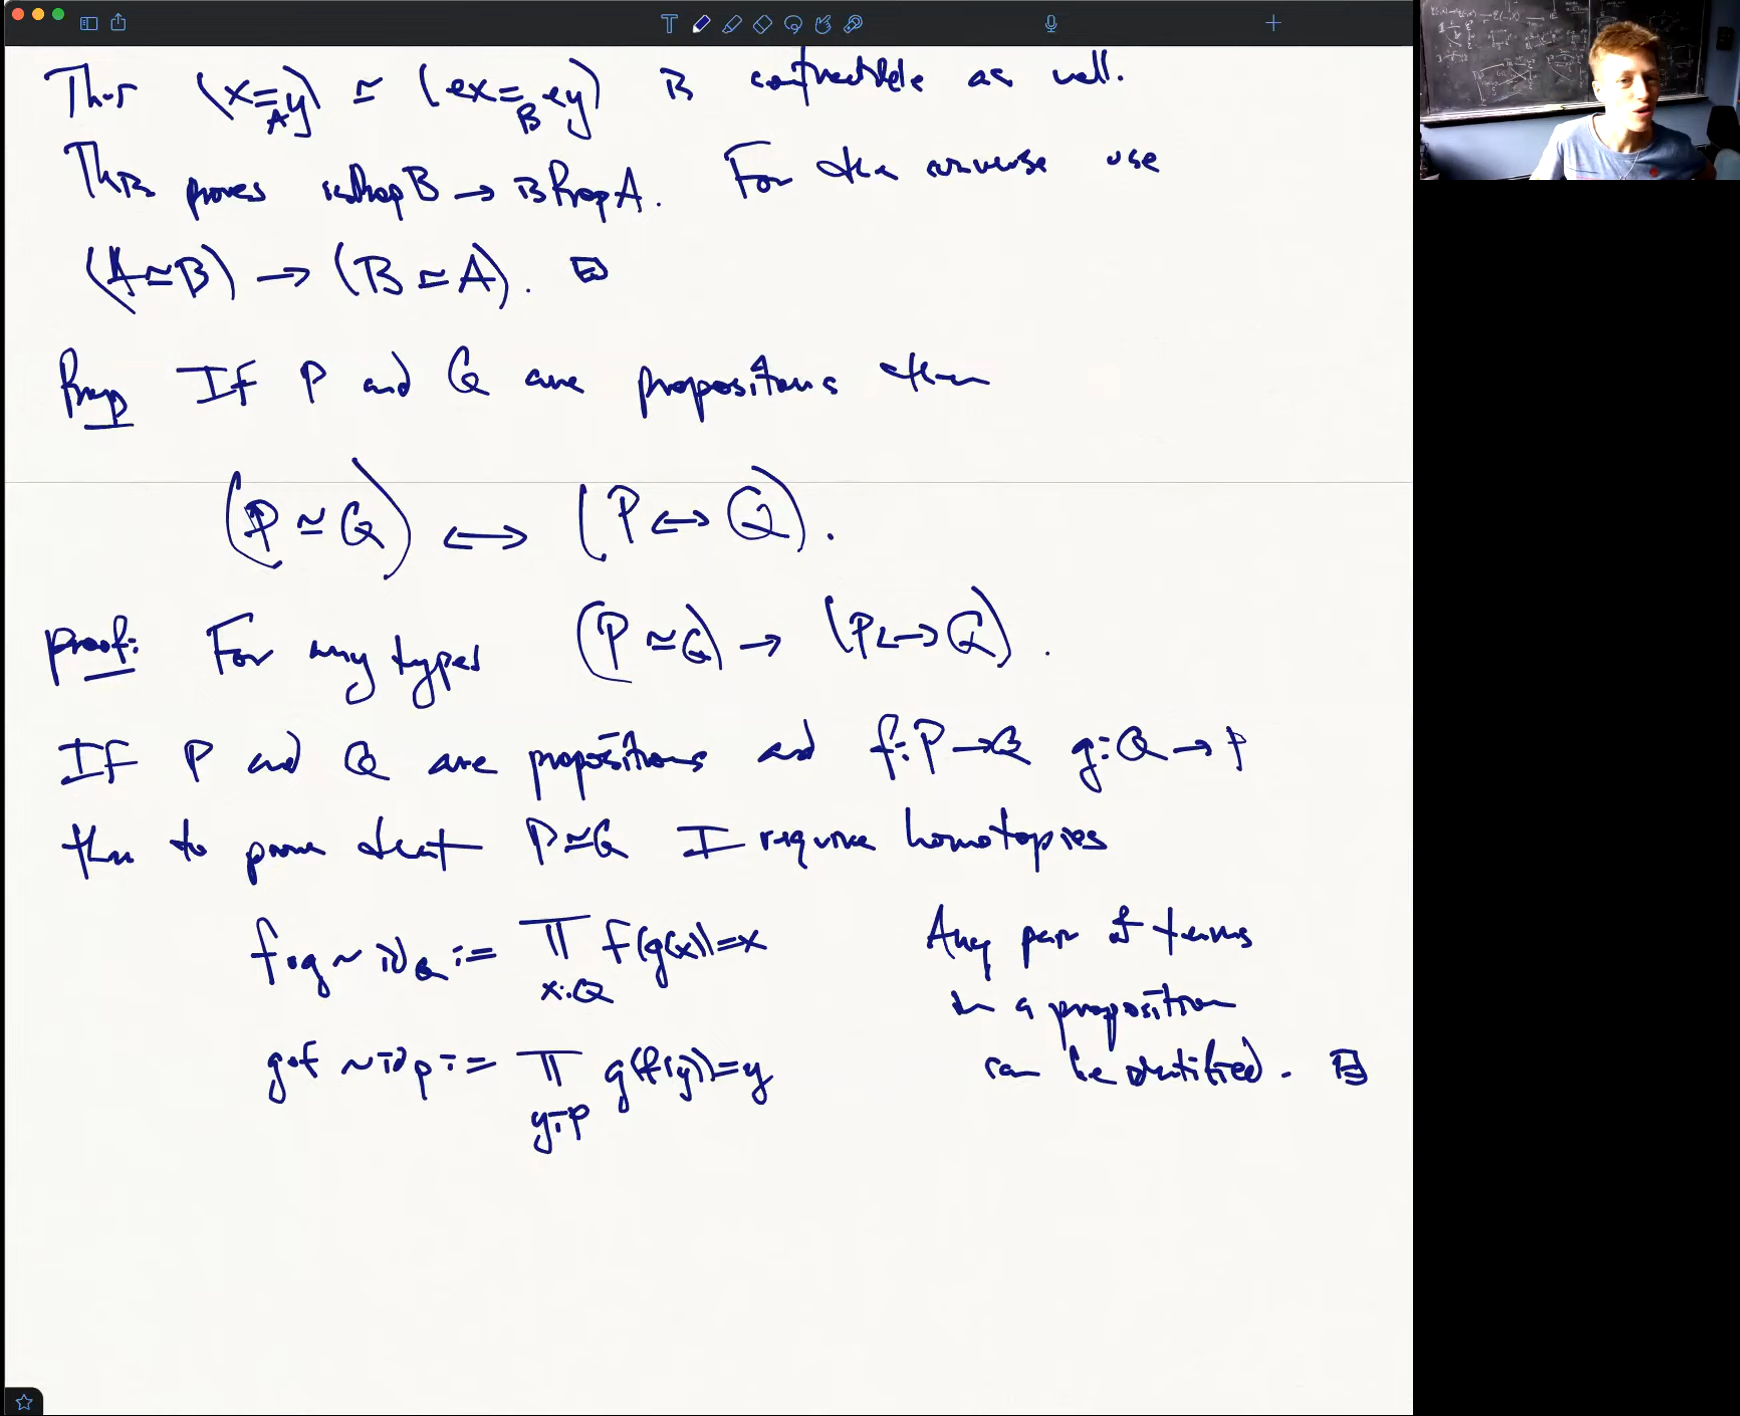 Thus (x =_A y) ≃ (ex =_B ey) is contractible as well.
This proves isProp B → isProp A. For the converse use
(A ≃ B) → (B ≃ A). □
Prop If P and Q are propositions then
(P ≃ Q) ↔ (P ↔ Q).
Proof: For any types (P ≃ Q) → (P ↔ Q).
If P and Q are propositions and f: P → Q g: Q → P
then to prove that P ≃ Q I require homotopies
f∘g ~ id_Q := Π_{x:Q} f(g(x)) = x
g∘f ~ id_P := Π_{y:P} g(f(y)) = y
Any pair of terms
in a proposition
can be identified. □